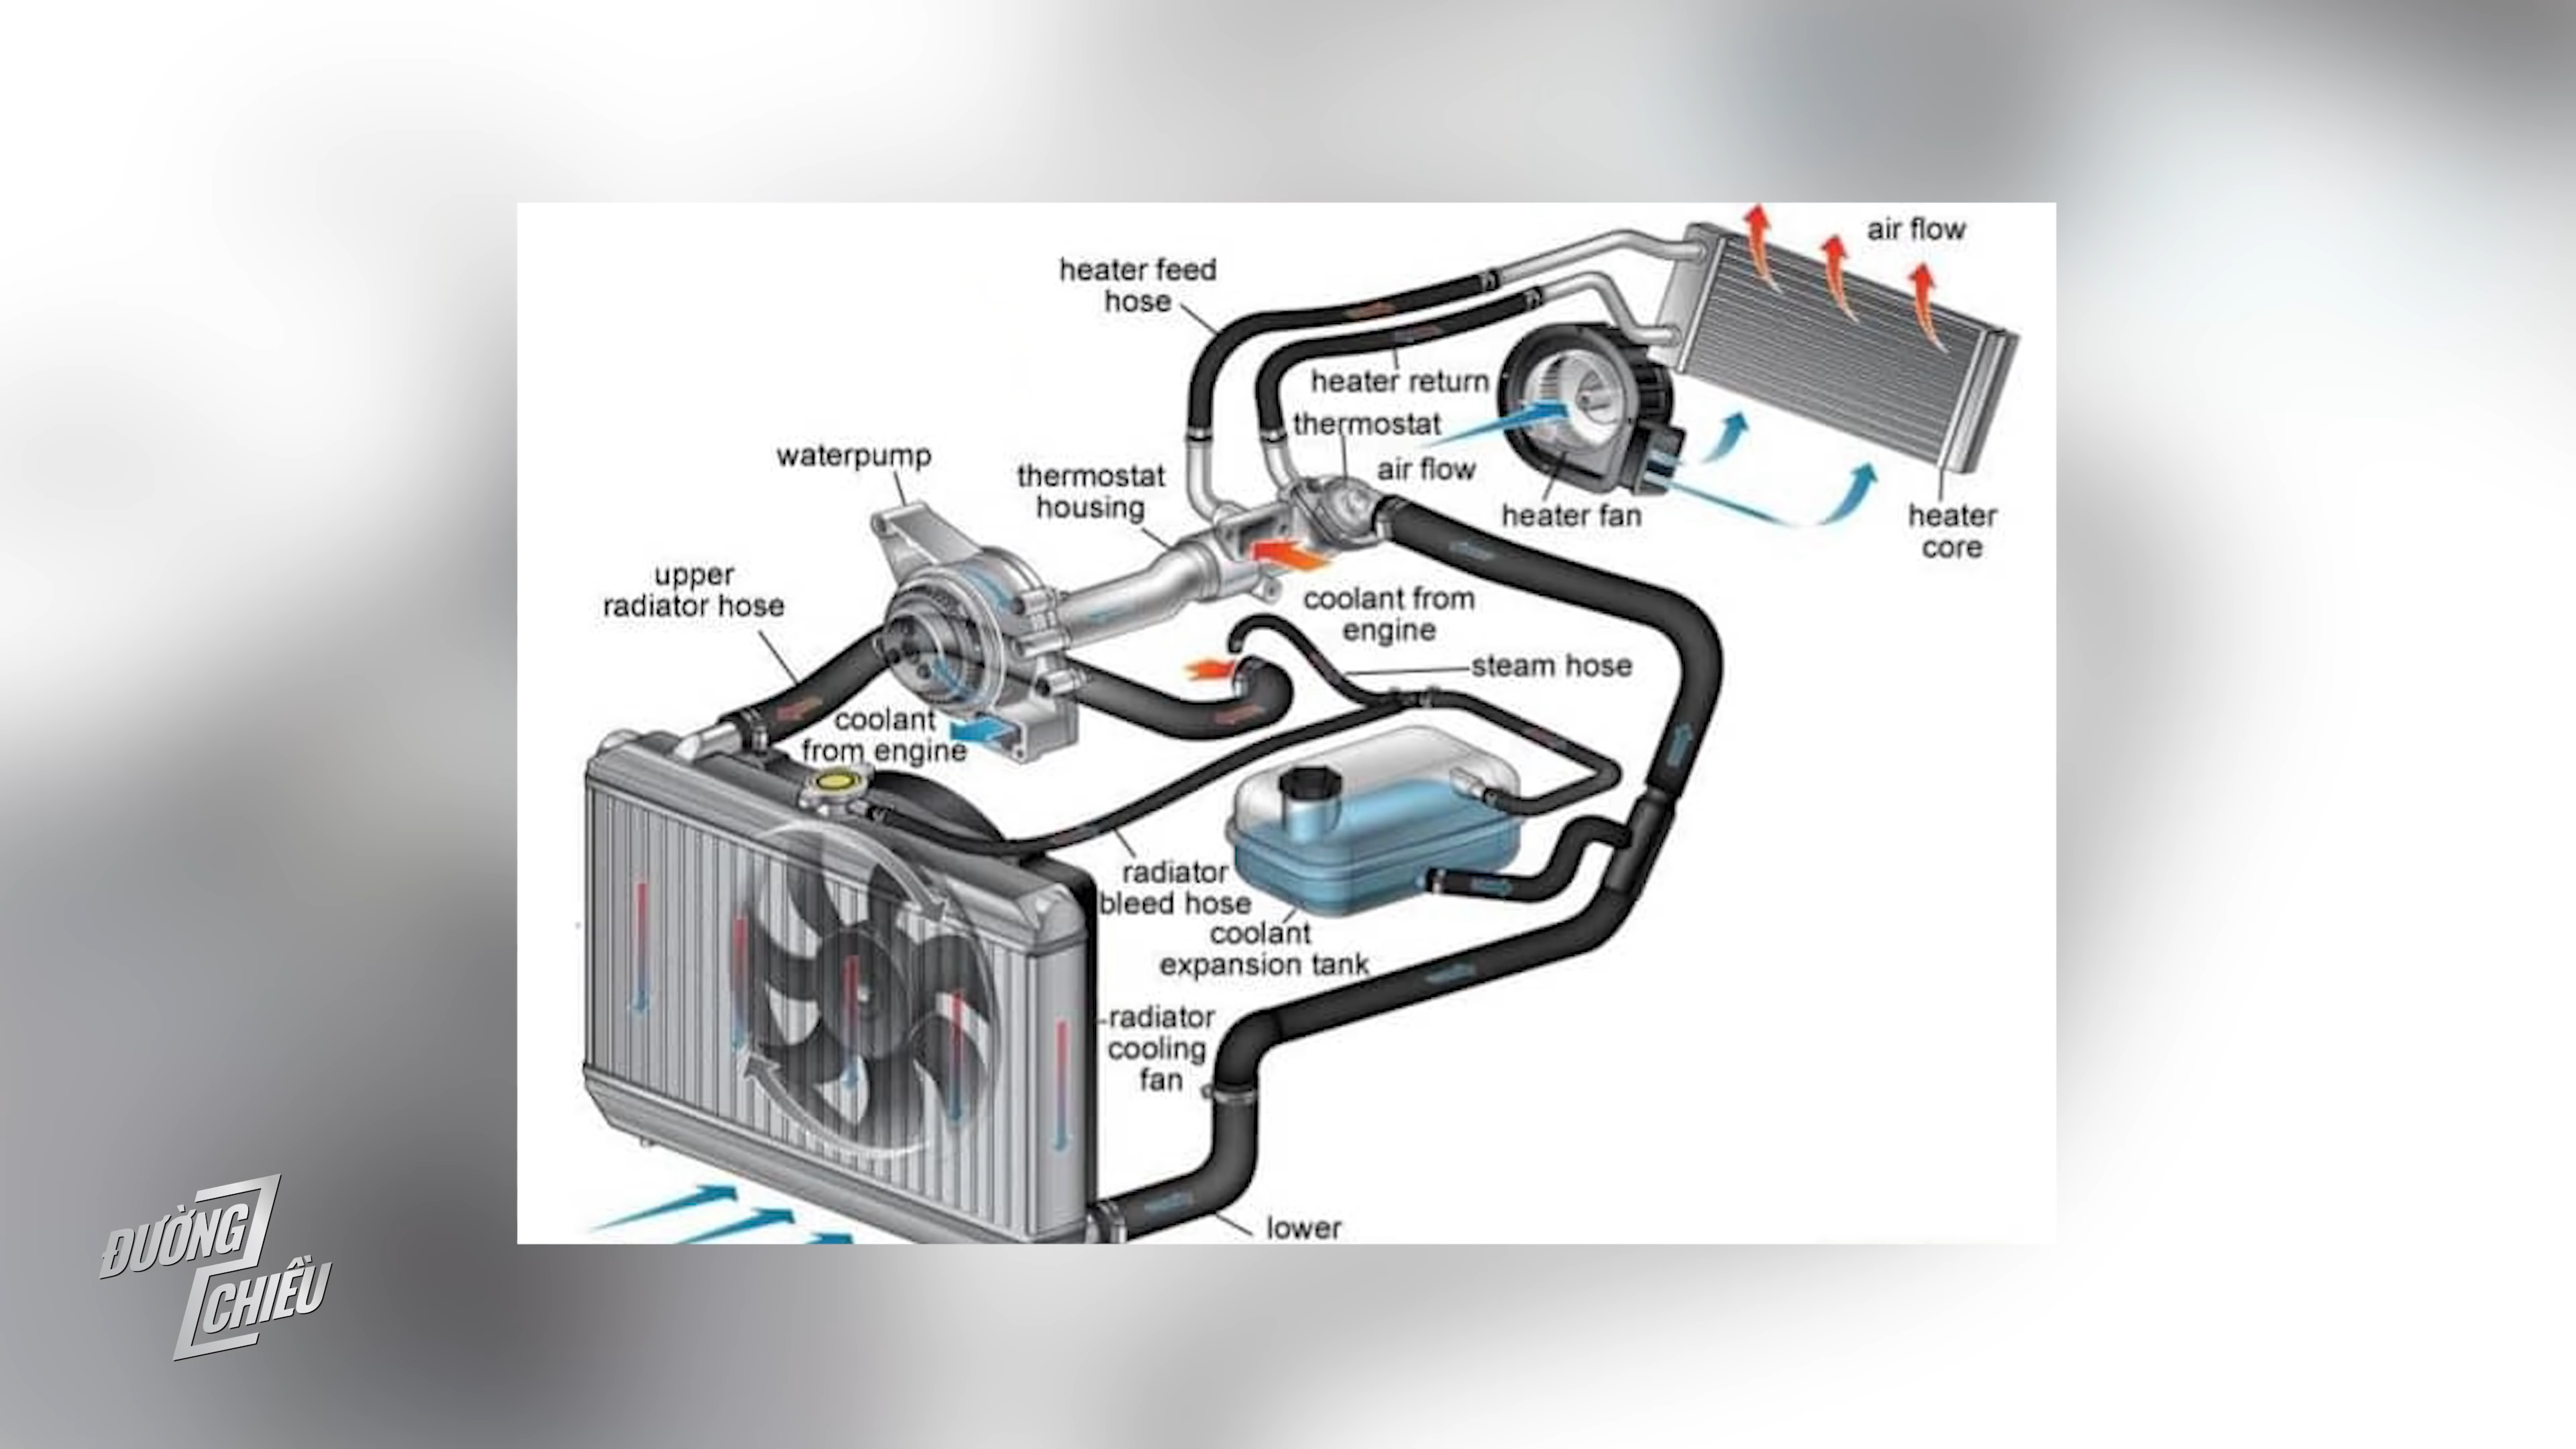 air flow
heater feed
hose
heater return
thermostat
air flow
waterpump
thermostat
housing
heater fan
heater
core
upper
radiator hose
coolant from
engine
steam hose
coolant
from engine
radiator
bleed hose
coolant
expansion tank
radiator
cooling
fan
lower
ĐƯỜNG
2
CHIỀU